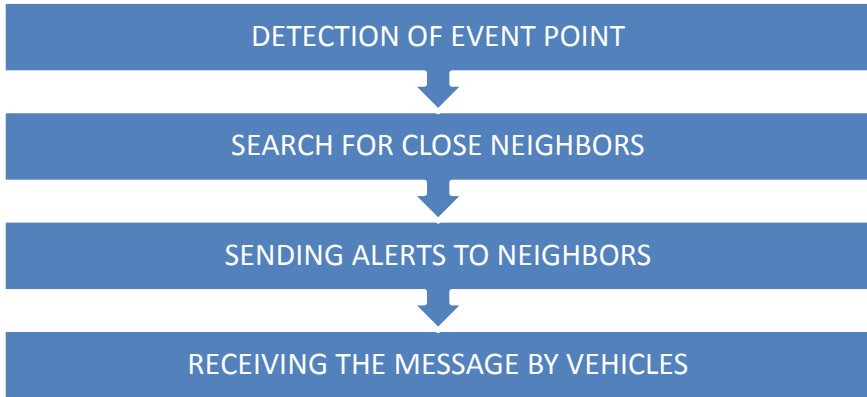 DETECTION OF EVENT POINT
SEARCH FOR CLOSE NEIGHBORS
SENDING ALERTS TO NEIGHBORS
RECEIVING THE MESSAGE BY VEHICLES